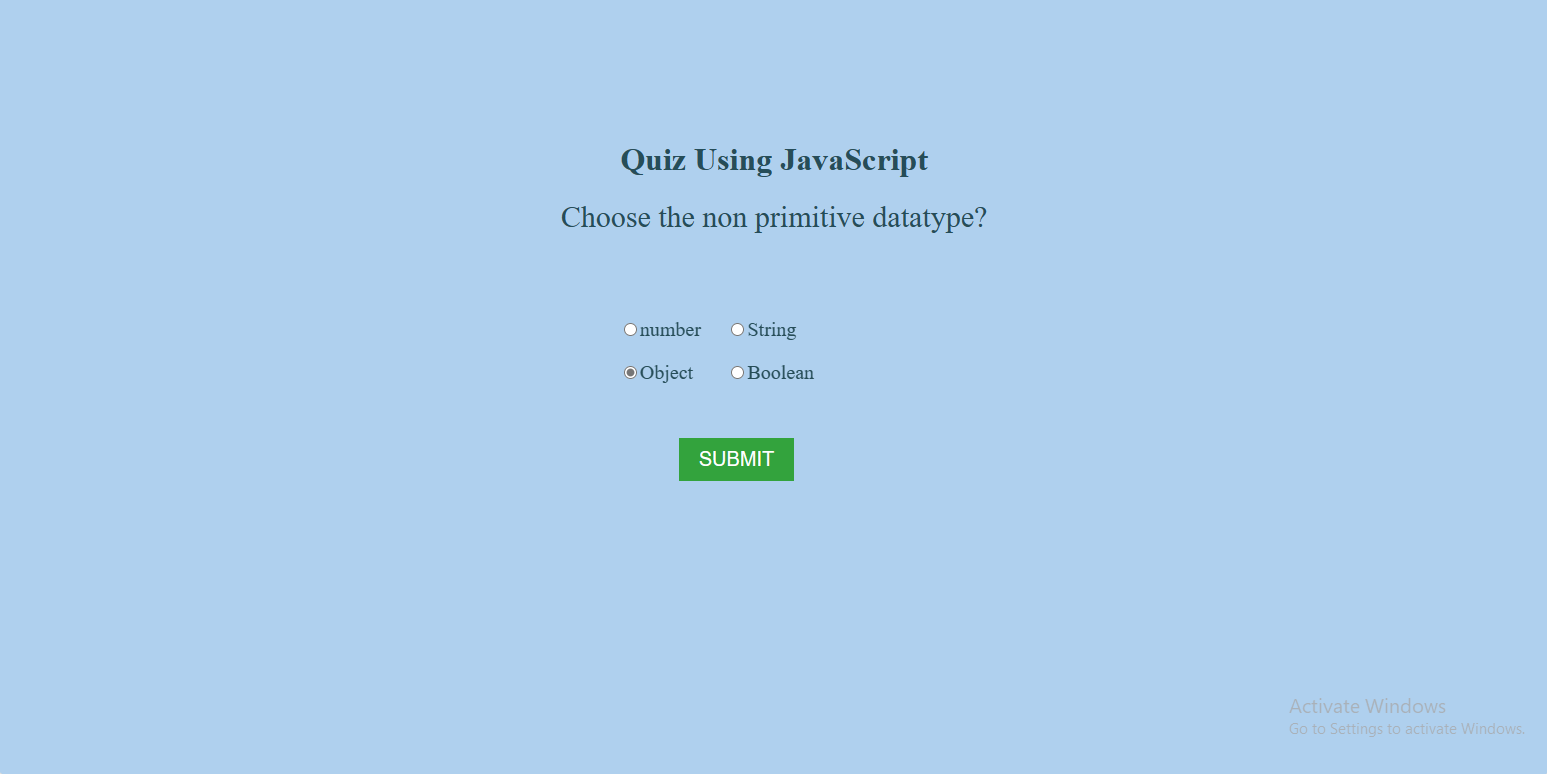 Quiz Using JavaScript
Choose the non primitive datatype?
number String
Object Boolean
SUBMIT
Activate Windows
Go to Settings to activate Windows.